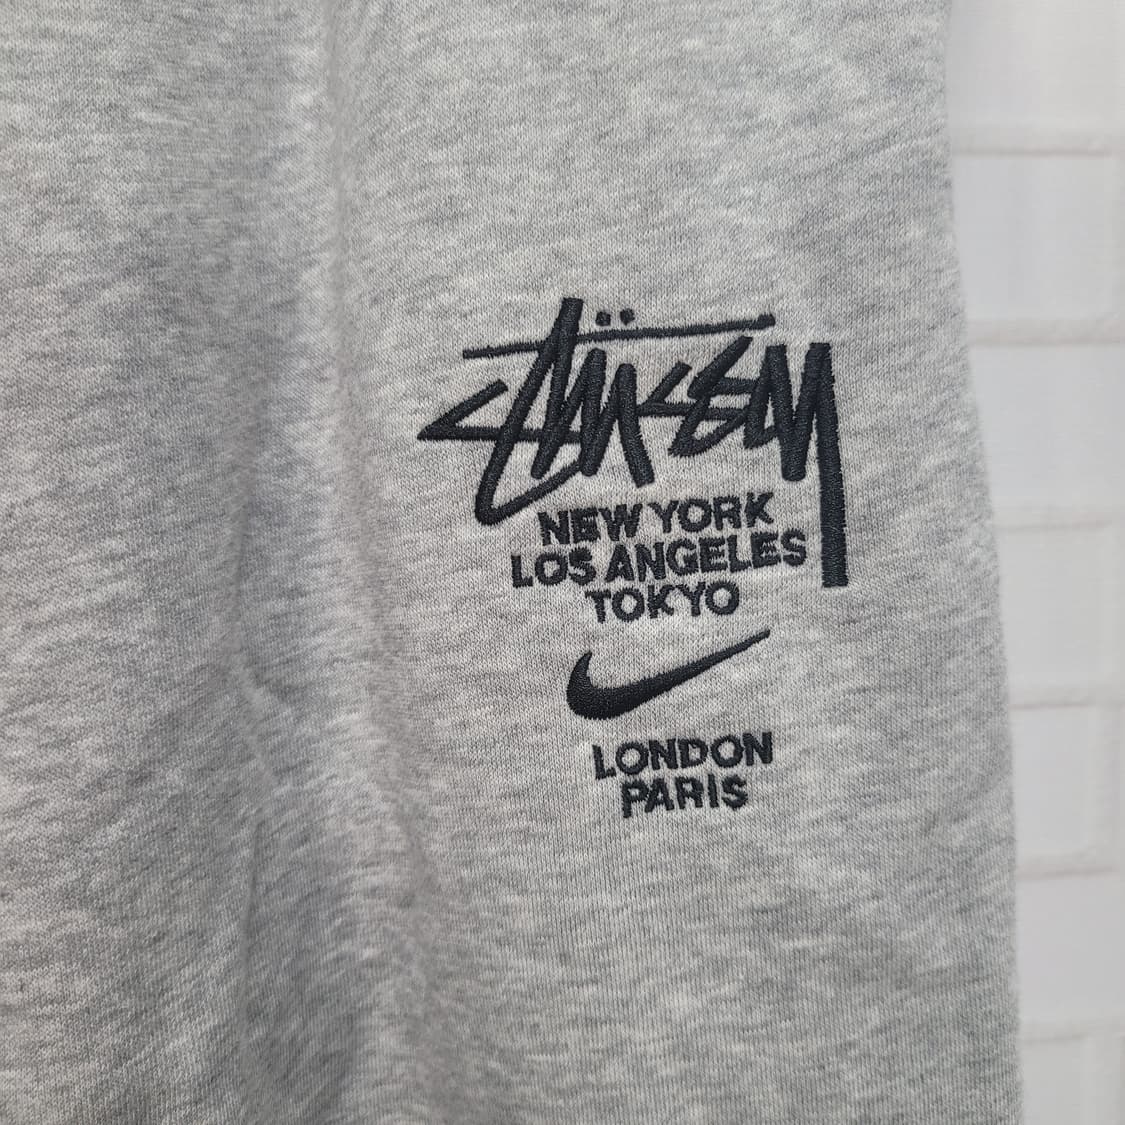 Stüssy
NEW YORK
LOS ANGELES
TOKYO
LONDON
PARIS